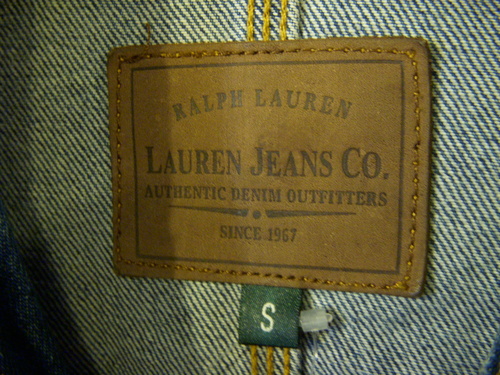 RALPH LAUREN
LAUREN JEANS CO.
AUTHENTIC DENIM OUTFITTERS
SINCE 1967
S